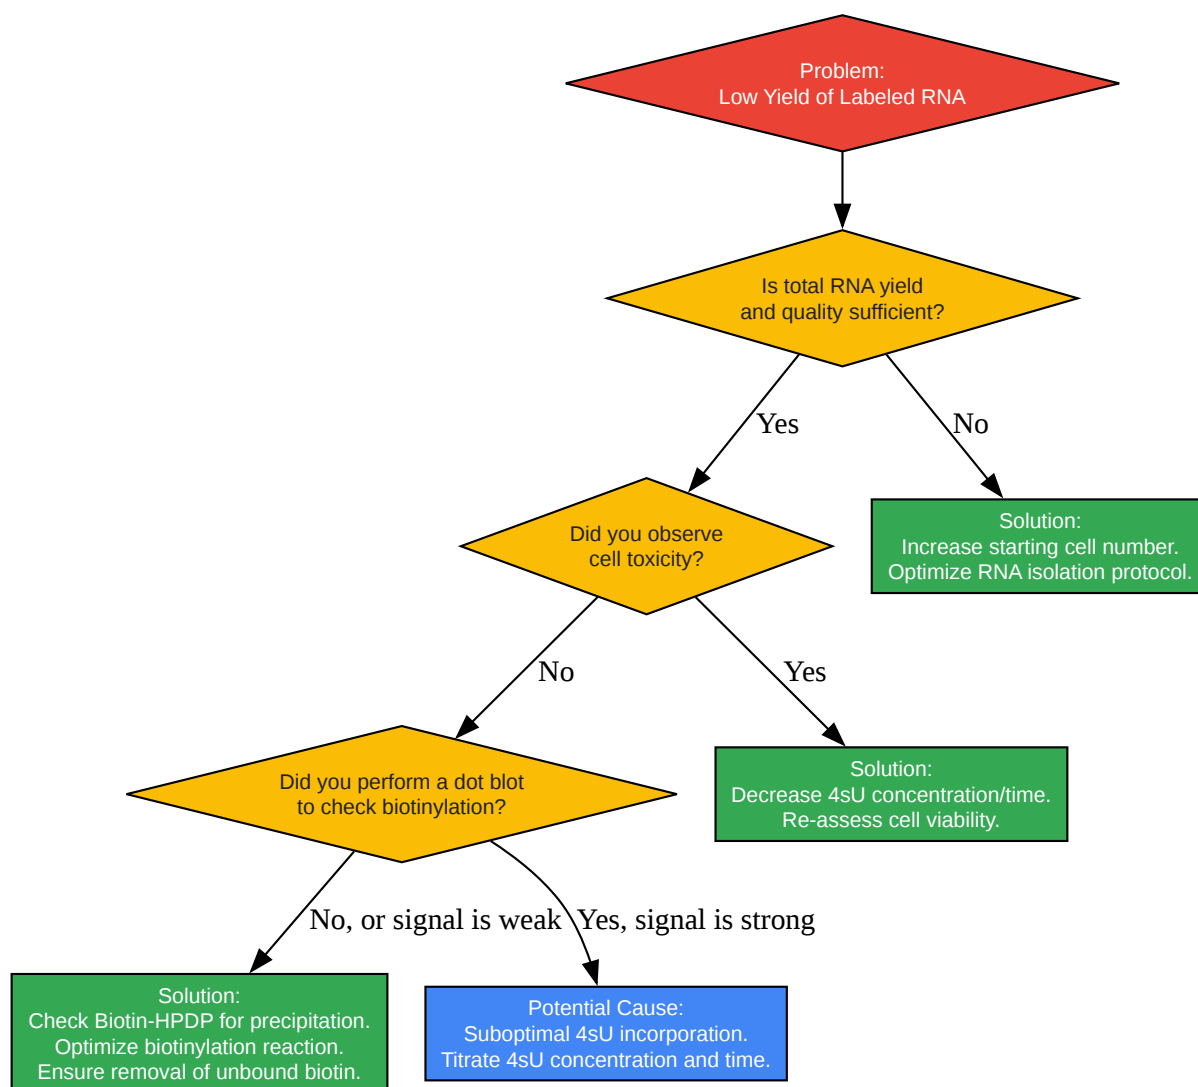 Problem:
Low Yield of Labeled RNA
Is total RNA yield
and quality sufficient?
Yes
No
Did you observe
cell toxicity?
Solution:
Increase starting cell number.
Optimize RNA isolation protocol.
No
Yes
Did you perform a dot blot
to check biotinylation?
Solution:
Decrease 4sU concentration/time.
Re-assess cell viability.
No, or signal is weak
Yes, signal is strong
Solution:
Check Biotin-HPDP for precipitation.
Optimize biotinylation reaction.
Ensure removal of unbound biotin.
Potential Cause:
Suboptimal 4sU incorporation.
Titrate 4sU concentration and time.